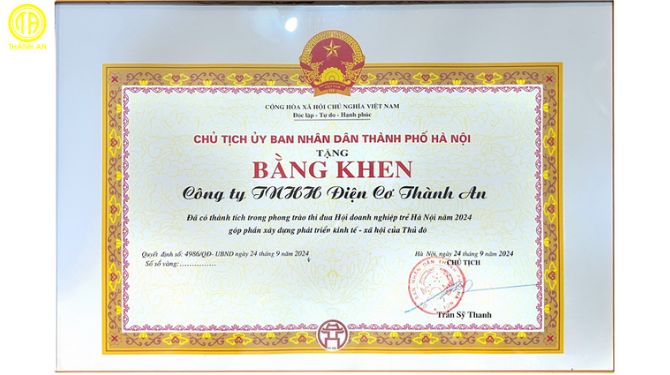 THÀNH AN
CỘNG HÒA XÃ HỘI CHỦ NGHĨA VIỆT NAM
Độc lập - Tự do - Hạnh phúc
CHỦ TỊCH ỦY BAN NHÂN DÂN THÀNH PHỐ HÀ NỘI
TẶNG
BẰNG KHEN
Công ty TNHH Điện Cơ Thành An
Đã có thành tích trong phong trào thi đua Hội doanh nghiệp trẻ Hà Nội năm 2024
góp phần xây dựng phát triển kinh tế - xã hội của Thủ đô
Quyết định số: 4986/QĐ- UBND ngày 24 tháng 9 năm 2024
Số sổ vàng:...............
Hà Nội, ngày 24 tháng 9 năm 2024
CHỦ TỊCH
Trần Sỹ Thanh